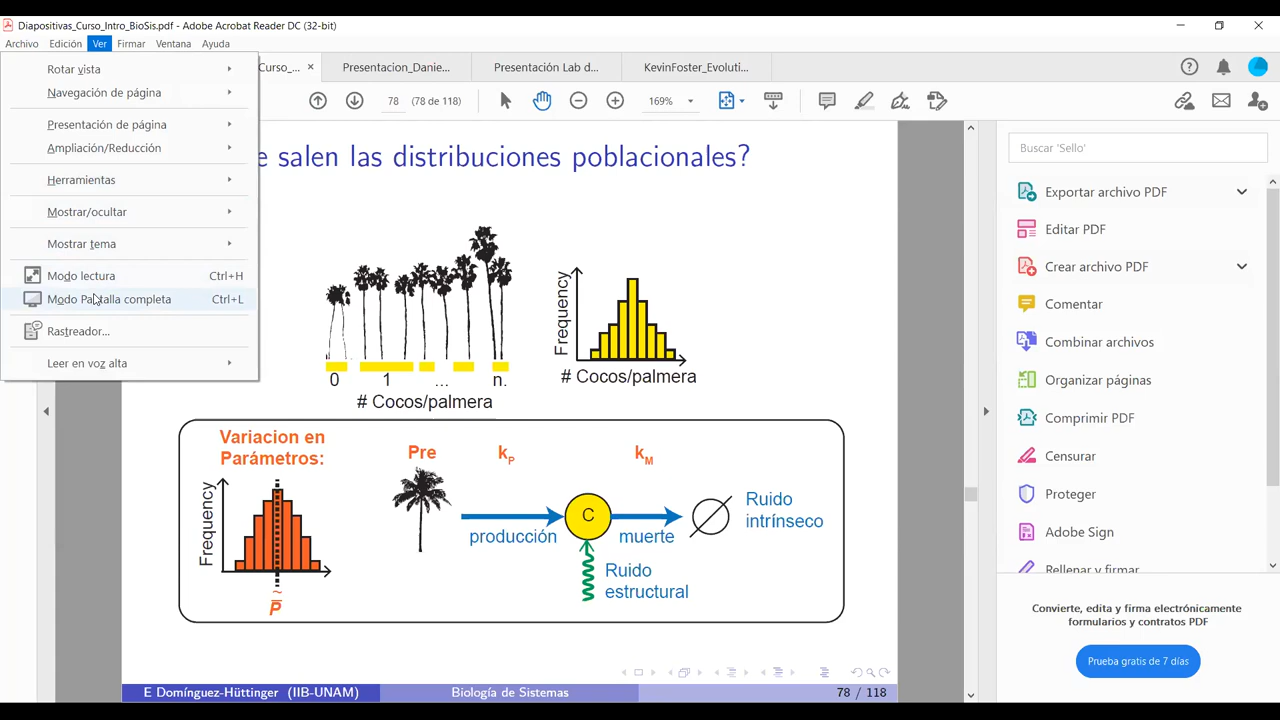 Diapositivas_Curso_Intro_BioSis.pdf - Adobe Acrobat Reader DC (32-bit)
Archivo Edición Ver Firmar Ventana Ayuda
Curso_... × Presentacion_Danie... Presentación Lab d... KevinFoster_Evoluti...
78 (78 de 118) 169%
Rotar vista
Navegación de página
Presentación de página
Ampliación/Reducción
Herramientas
Mostrar/ocultar
Mostrar tema
Modo lectura Ctrl+H
Modo Pantalla completa Ctrl+L
Rastreador...
Leer en voz alta
e salen las distribuciones poblacionales?
0 1 ... n.
# Cocos/palmera
Frequency
# Cocos/palmera
Variacion en
Parámetros:
Frequency
P
Pre
k_P
k_M
C
producción
muerte
Ruido
intrínseco
Ruido
estructural
E Domínguez-Hüttinger (IIB-UNAM) Biología de Sistemas 78 / 118
Buscar 'Sello'
Exportar archivo PDF
Editar PDF
Crear archivo PDF
Comentar
Combinar archivos
Organizar páginas
Comprimir PDF
Censurar
Proteger
Adobe Sign
Rellenar y firmar
Convierte, edita y firma electrónicamente
formularios y contratos PDF
Prueba gratis de 7 días